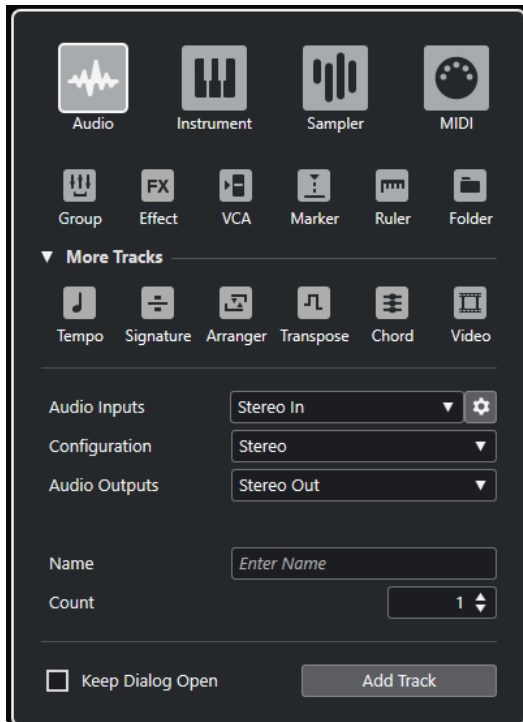 Audio Instrument Sampler MIDI
FX
Group Effect VCA Marker Ruler Folder
More Tracks
Tempo Signature Arranger Transpose Chord Video
Audio Inputs Stereo In
Configuration Stereo
Audio Outputs Stereo Out
Name Enter Name
Count 1
Keep Dialog Open Add Track